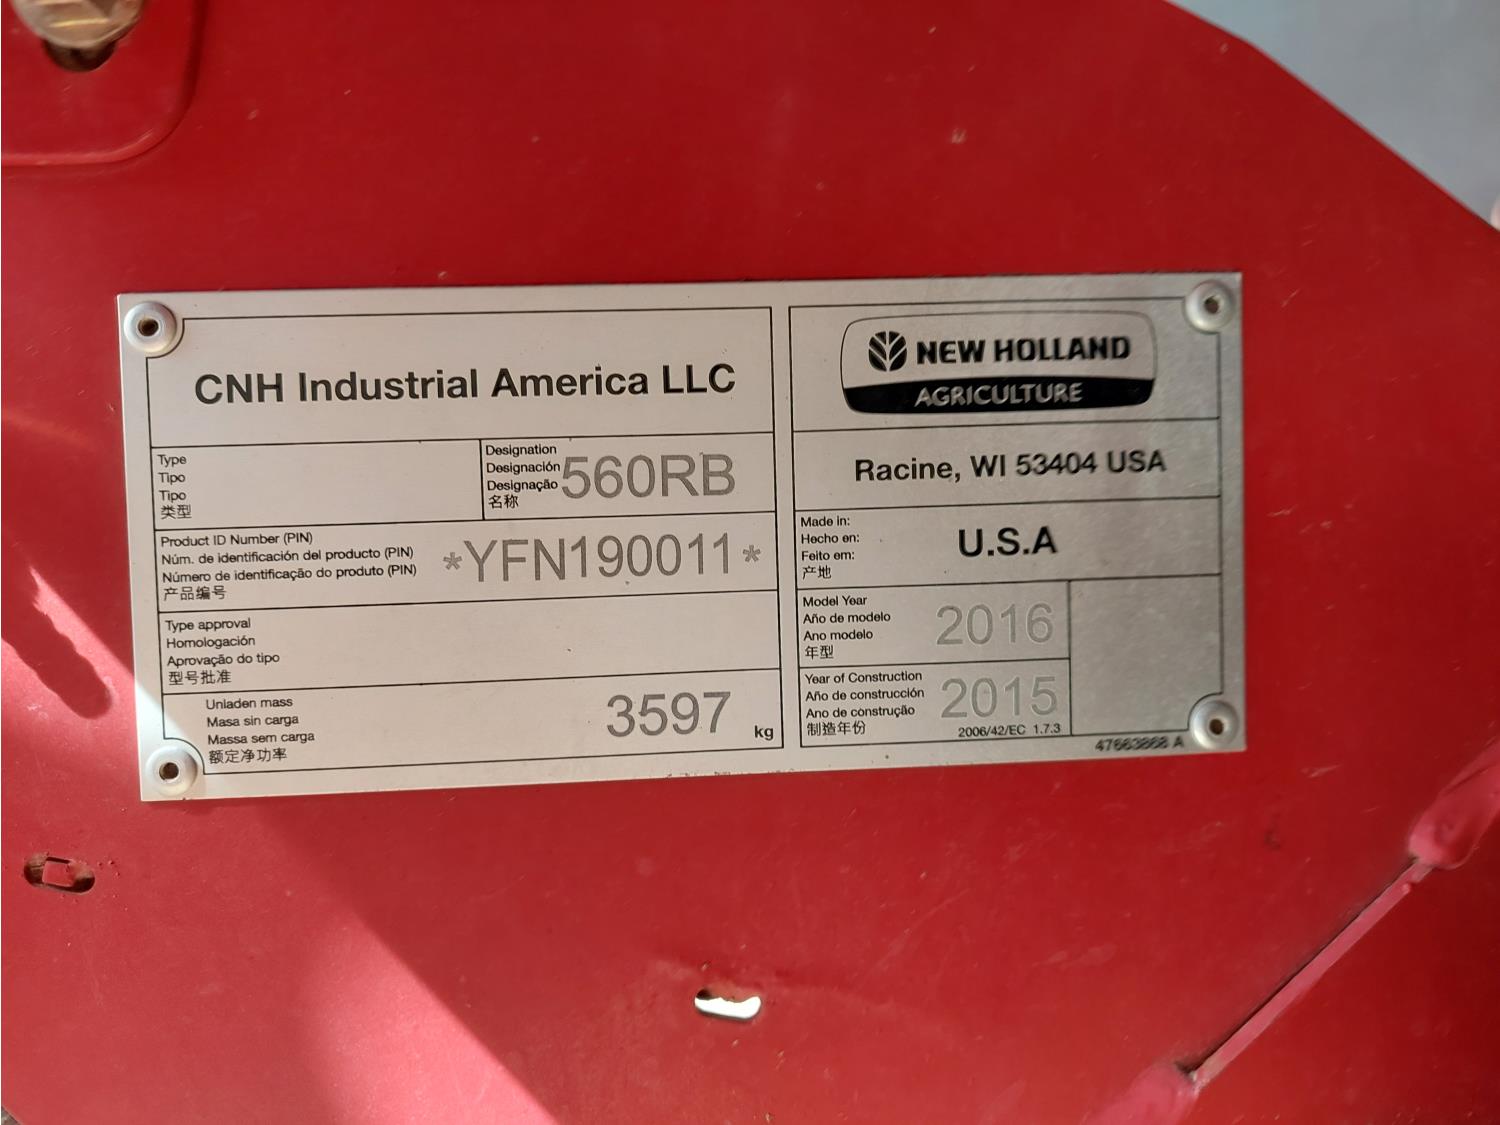 CNH Industrial America LLC
Type
Tipo
Tipo
类型
Designation
Designación
Designação
名称
560RB
Product ID Number (PIN)
Núm. de identificación del producto (PIN)
Número de identificação do produto (PIN)
产品编号
*YFN190011*
Type approval
Homologación
Aprovação do tipo
型号批准
Unladen mass
Masa sin carga
Massa sem carga
额定净功率
3597 kg
NEW HOLLAND
AGRICULTURE
Racine, WI 53404 USA
Made in:
Hecho en:
Feito em:
产地
U.S.A
Model Year
Año de modelo
Ano modelo
年型
2016
Year of Construction
Año de construcción
Ano de construção
制造年份
2015
2006/42/EC 1.7.3
47663868 A